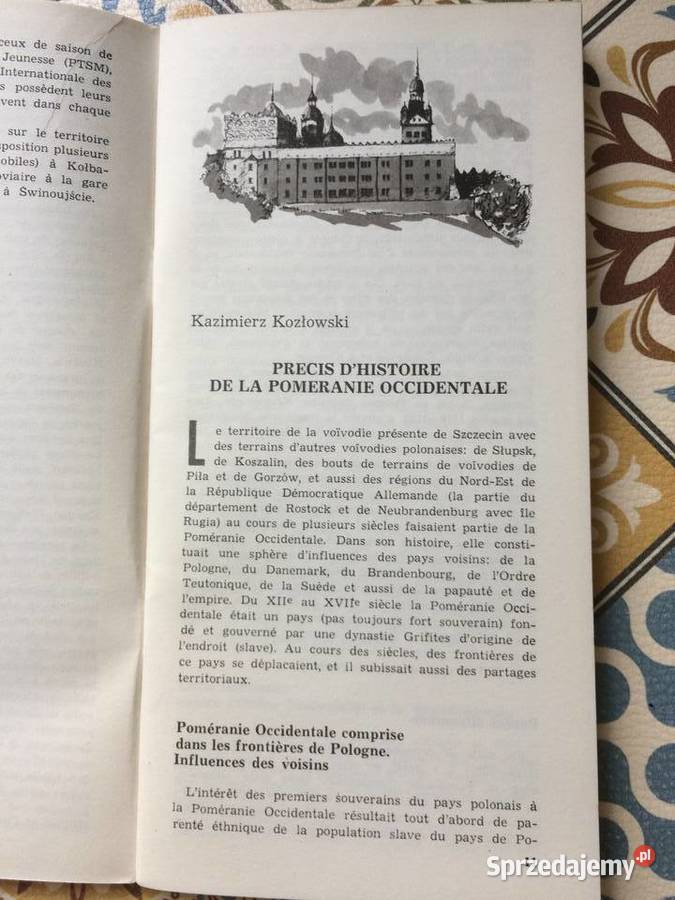 ceux de saison de
Jeunesse (PTSM),
Internationale des
s possèdent leurs
vent dans chaque
sur le territoire
sposition plusieurs
mobiles) à Kołba-
oviaire à la gare
à Świnoujście.
Kazimierz Kozłowski
PRECIS D'HISTOIRE
DE LA POMERANIE OCCIDENTALE
Le territoire de la voïvodie présente de Szczecin avec
des terrains d'autres voïvodies polonaises: de Słupsk,
de Koszalin, des bouts de terrains de voïvodies de
Piła et de Gorzów, et aussi des régions du Nord-Est de
la République Démocratique Allemande (la partie du
département de Rostock et de Neubrandenburg avec île
Rugia) au cours de plusieurs siècles faisaient partie de la
Poméranie Occidentale. Dans son histoire, elle consti-
tuait une sphère d'influences des pays voisins: de la
Pologne, du Danemark, du Brandenbourg, de l'Ordre
Teutonique, de la Suède et aussi de la papauté et de
l'empire. Du XIIe au XVIIe siècle la Poméranie Occi-
dentale était un pays (pas toujours fort souverain) fon-
dé et gouverné par une dynastie Grifites d'origine de
l'endroit (slave). Au cours des siècles, des frontières de
ce pays se déplacaient, et il subissait aussi des partages
territoriaux.
Poméranie Occidentale comprise
dans les frontières de Pologne.
Influences des voisins
L'intérêt des premiers souverains du pays polonais à
la Poméranie Occidentale résultait tout d'abord de pa-
renté éthnique de la population slave du pays de Po-
Sprzedajemy.pl